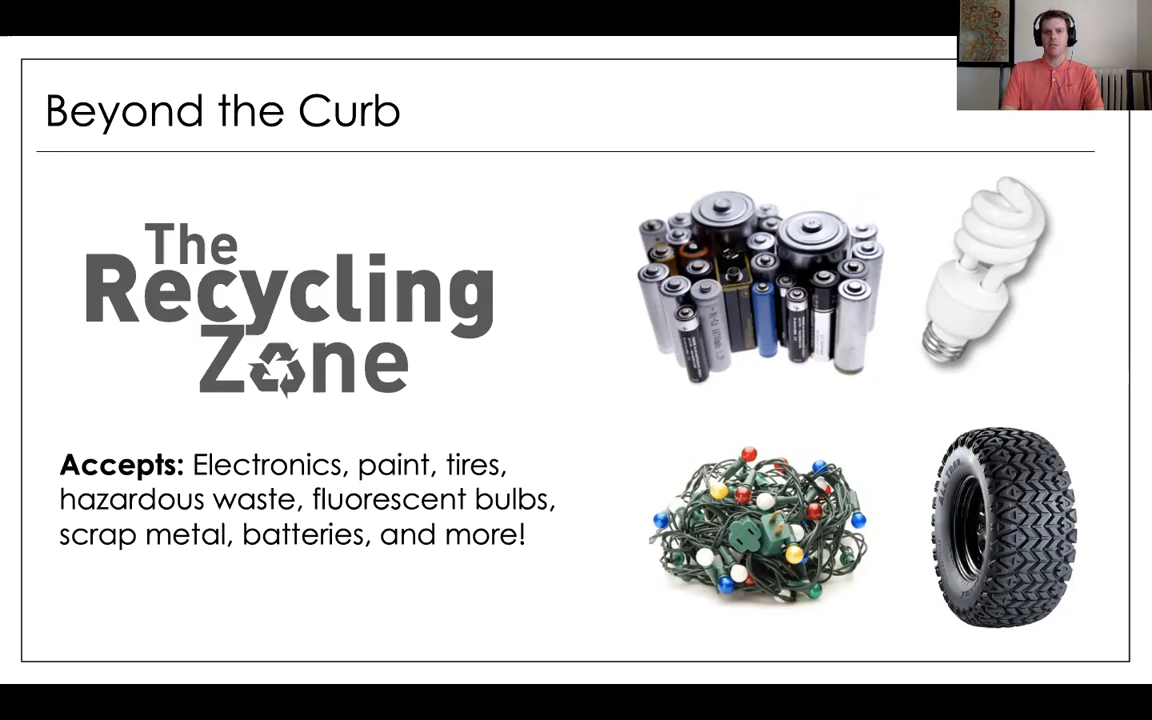 Beyond the Curb
The
Recycling
Zone
Accepts: Electronics, paint, tires,
hazardous waste, fluorescent bulbs,
scrap metal, batteries, and more!